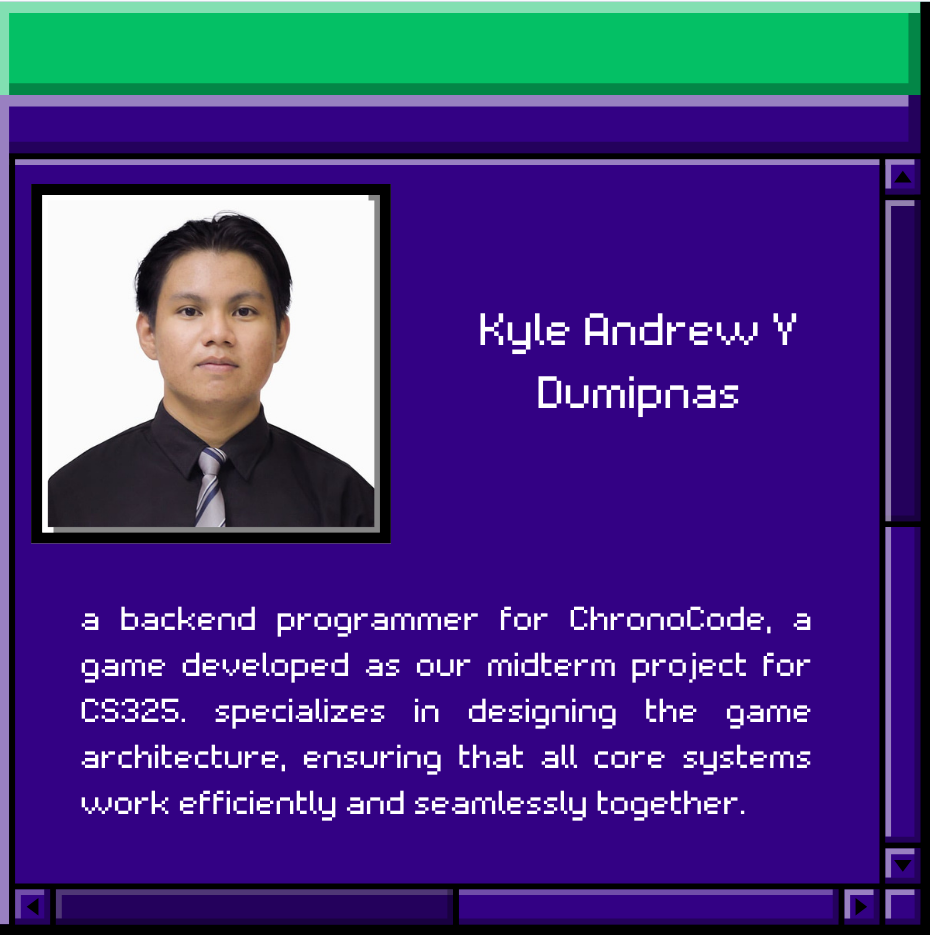 Kyle Andrew Y
Dumipnas
a backend programmer for ChronoCode, a
game developed as our midterm project for
CS325. specializes in designing the game
architecture, ensuring that all core systems
work efficiently and seamlessly together.